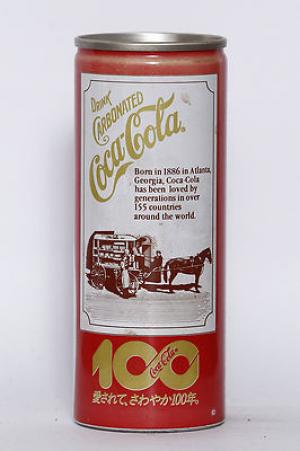 DRINK
CARBONATED
Coca-Cola
Born in 1886 in Atlanta,
Georgia, Coca-Cola
has been loved by
generations in over
155 countries
around the world.
100
Coca-Cola
愛されて、さわやか100年。